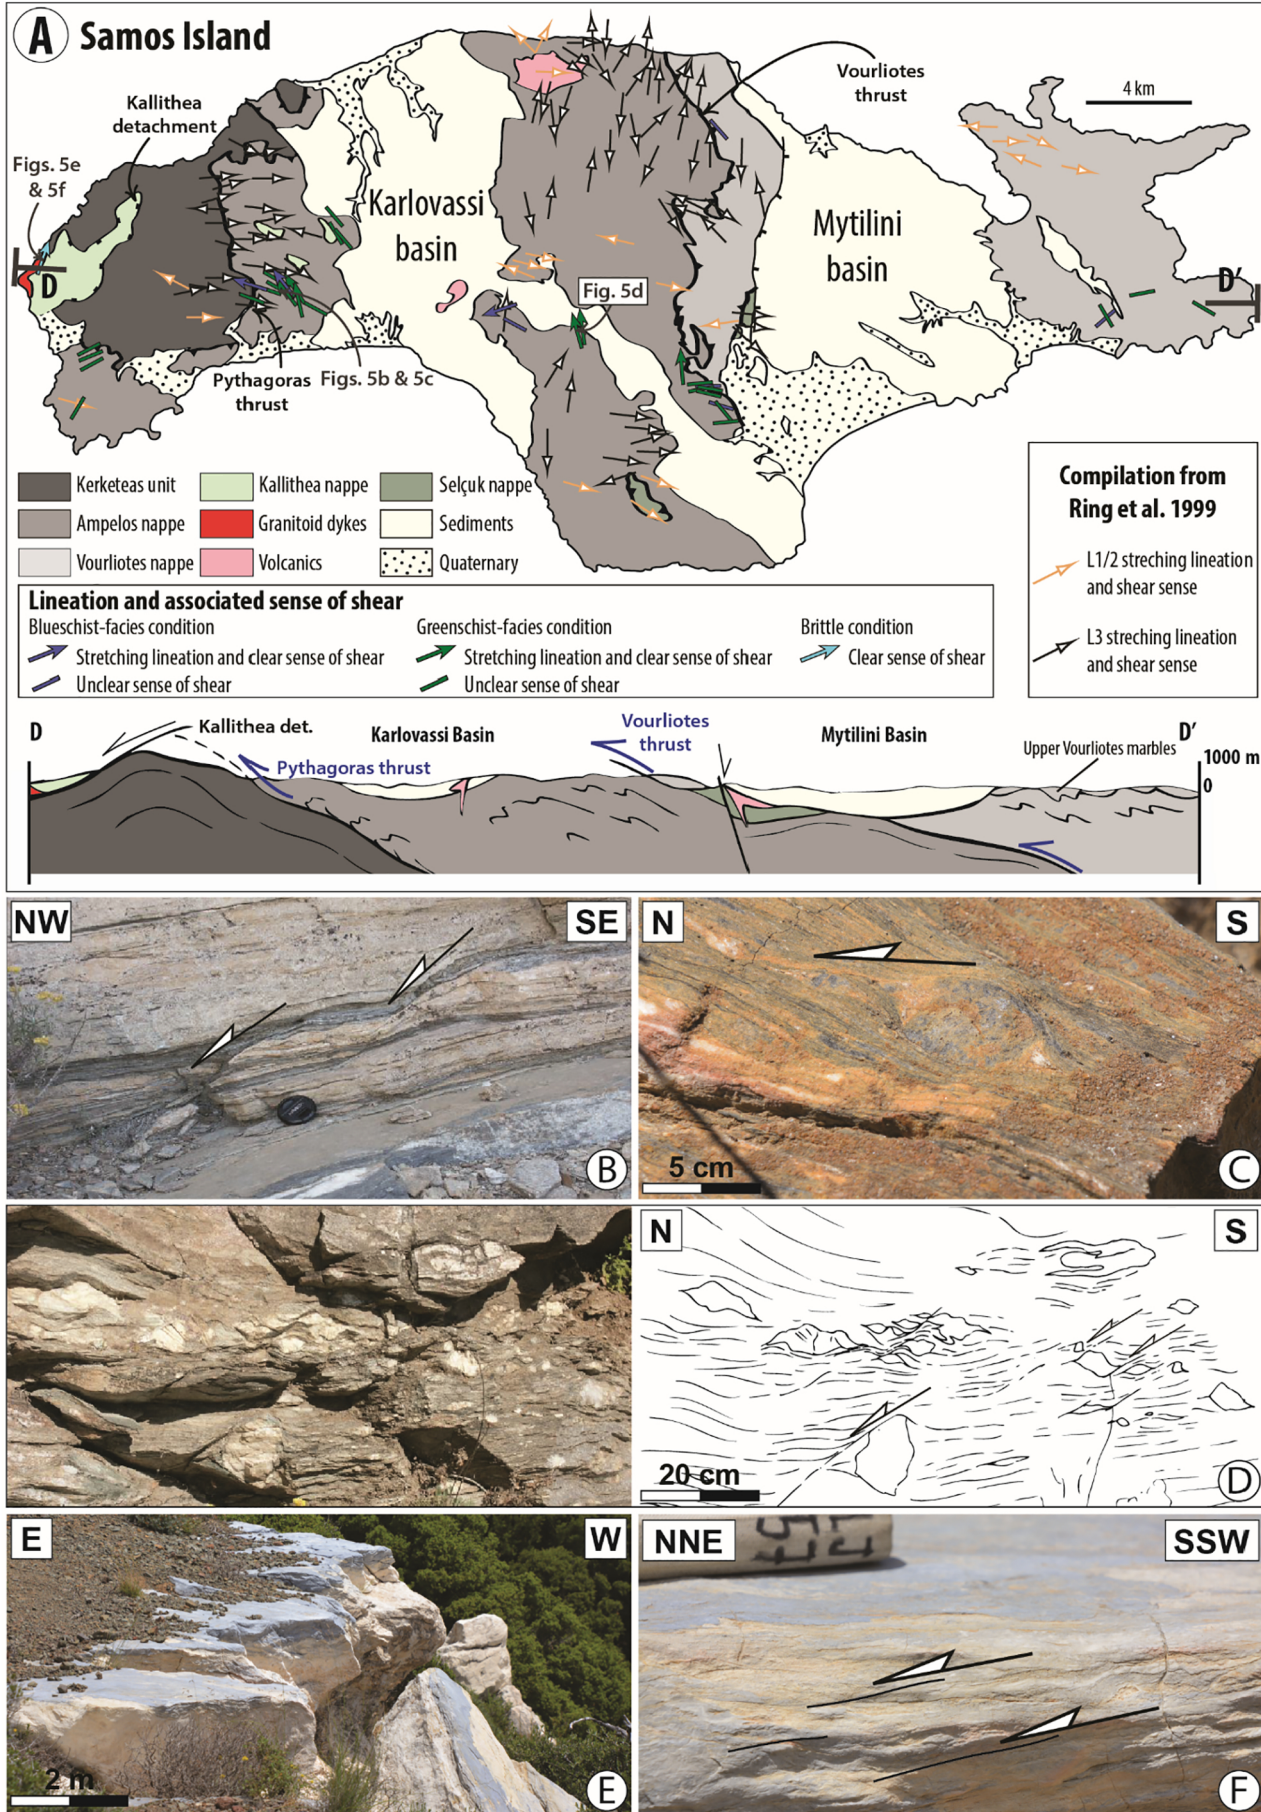 A Samos Island
Kallithea
detachment
Figs. 5e
& 5f
Vourliotes
thrust
4 km
Karlovassi
basin
Mytilini
basin
D
D'
Fig. 5d
Pythagoras
thrust
Figs. 5b & 5c
Kerketeas unit
Kallithea nappe
Selçuk nappe
Ampelos nappe
Granitoid dykes
Sediments
Vourliotes nappe
Volcanics
Quaternary
Compilation from
Ring et al. 1999
L1/2 streching lineation
and shear sense
L3 streching lineation
and shear sense
Lineation and associated sense of shear
Blueschist-facies condition
Greenschist-facies condition
Brittle condition
Stretching lineation and clear sense of shear
Stretching lineation and clear sense of shear
Clear sense of shear
Unclear sense of shear
Unclear sense of shear
D
Kallithea det.
Karlovassi Basin
Vourliotes
thrust
Mytilini Basin
D'
Pythagoras thrust
Upper Vourliotes marbles
1000 m
0
NW
SE
B
N
S
5 cm
C
N
S
20 cm
D
E
W
2 m
E
NNE
SSW
F